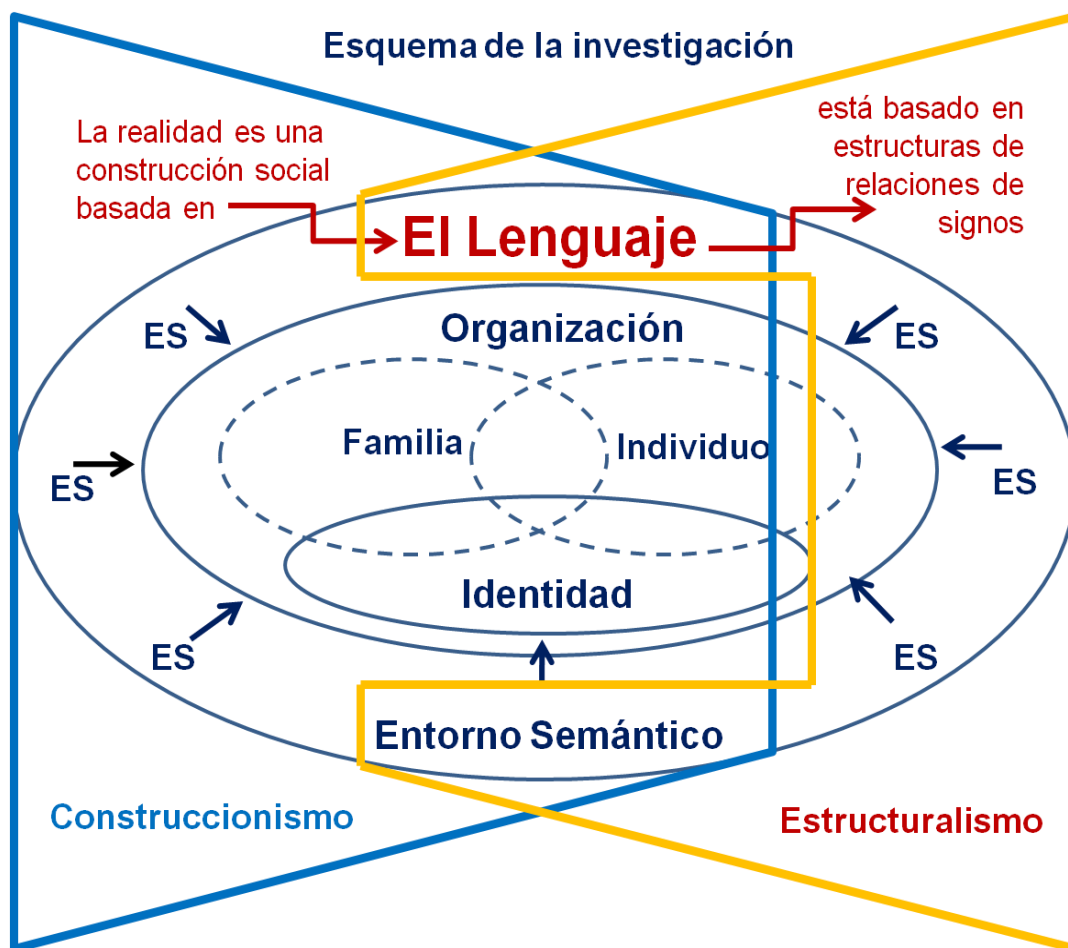 Esquema de la investigación
La realidad es una
construcción social
basada en
está basado en
estructuras de
relaciones de
signos
El Lenguaje
Organización
ES
ES
Familia
Individuo
ES
ES
Identidad
ES
ES
Entorno Semántico
Construccionismo
Estructuralismo